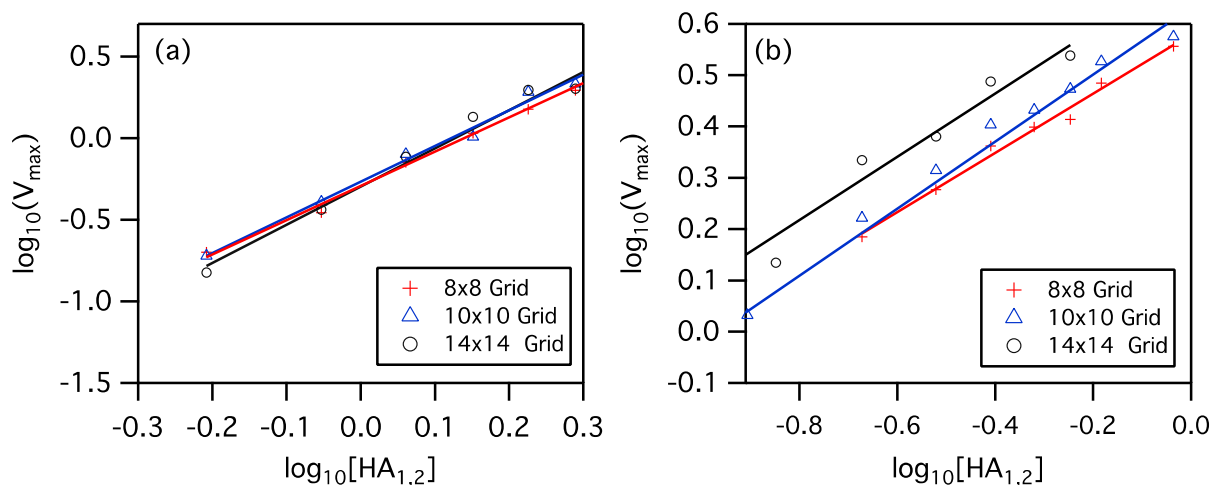 (a)
0.5
0.0
-0.5
-1.0
-1.5
log10(Vmax)
-0.3 -0.2 -0.1 0.0 0.1 0.2 0.3
log10[HA1,2]
8x8 Grid
10x10 Grid
14x14 Grid
(b)
0.6
0.5
0.4
0.3
0.2
0.1
0.0
-0.1
log10(Vmax)
-0.8 -0.6 -0.4 -0.2 0.0
log10[HA1,2]
8x8 Grid
10x10 Grid
14x14 Grid